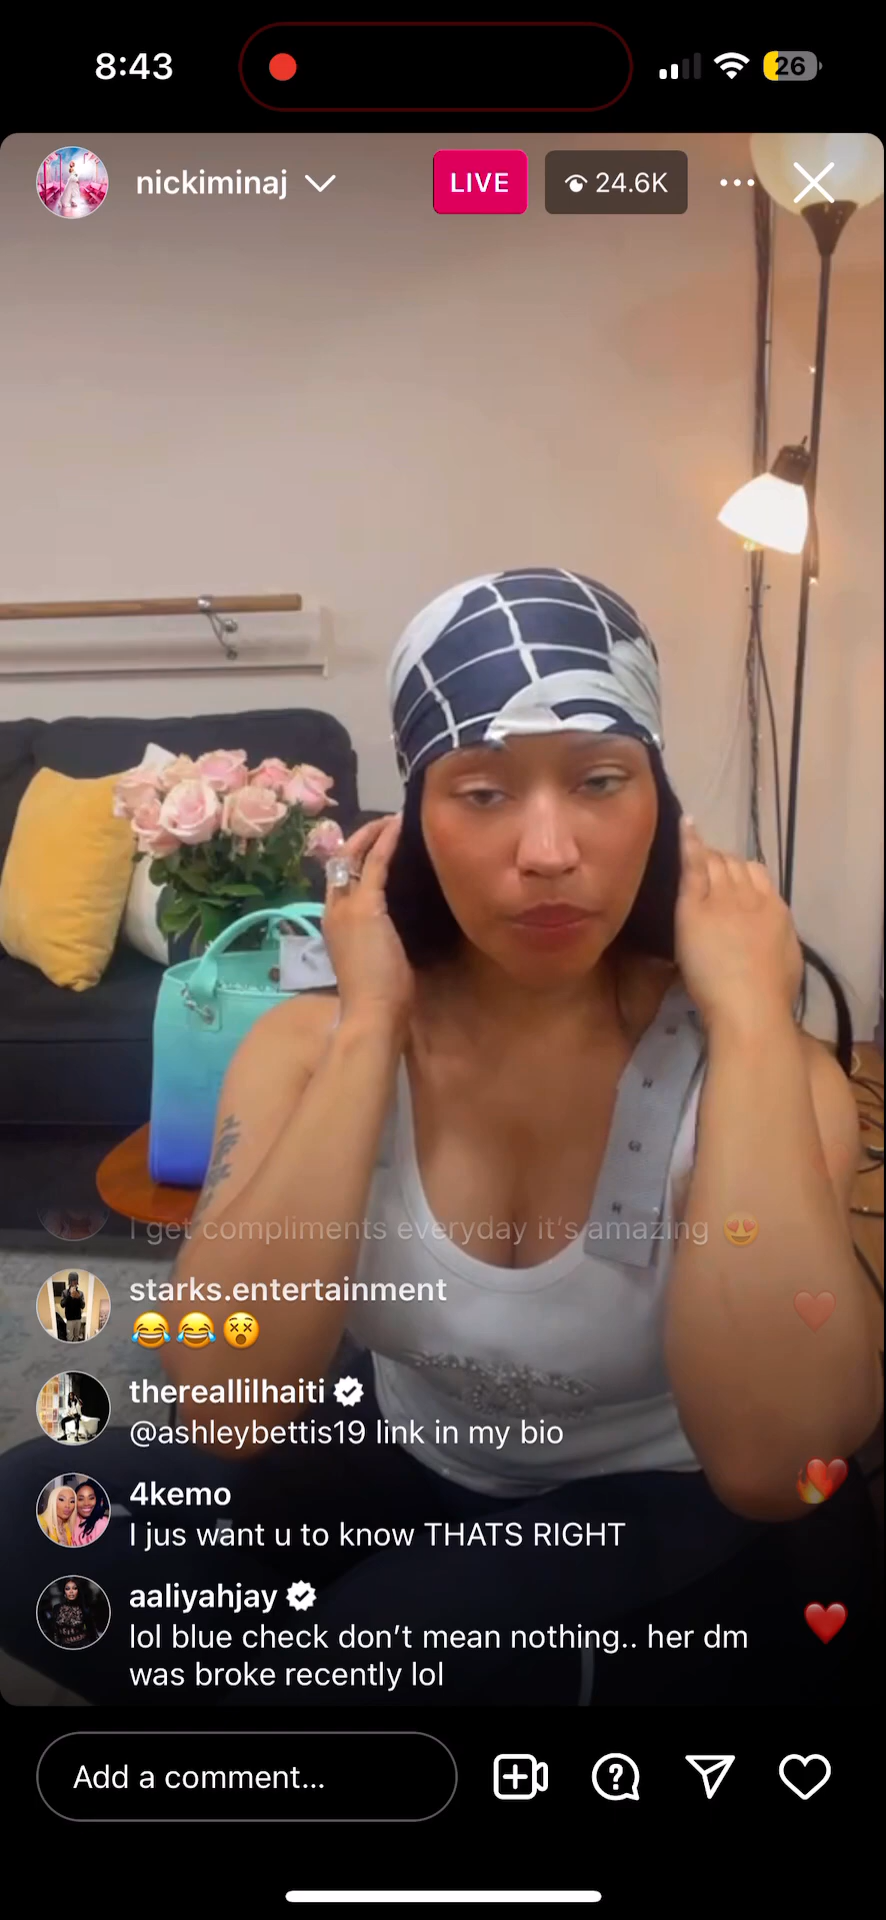 8:43
26
nickiminaj
LIVE
24.6K
I get compliments everyday it's amazing 😍
starks.entertainment
😂😂😵
thereallilhaiti
@ashleybettis19 link in my bio
4kemo
I jus want u to know THATS RIGHT
aaliyahjay
lol blue check don't mean nothing.. her dm
was broke recently lol
Add a comment...